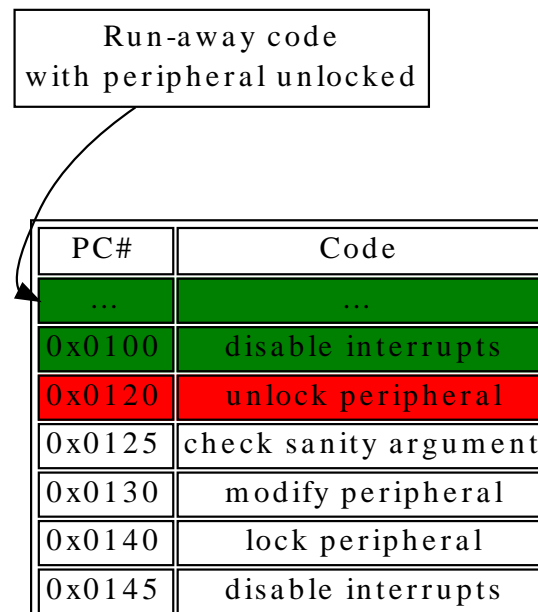 Run-away code
with peripheral unlocked
PC# Code
... ...
0x0100 disable interrupts
0x0120 unlock peripheral
0x0125 check sanity argument
0x0130 modify peripheral
0x0140 lock peripheral
0x0145 disable interrupts